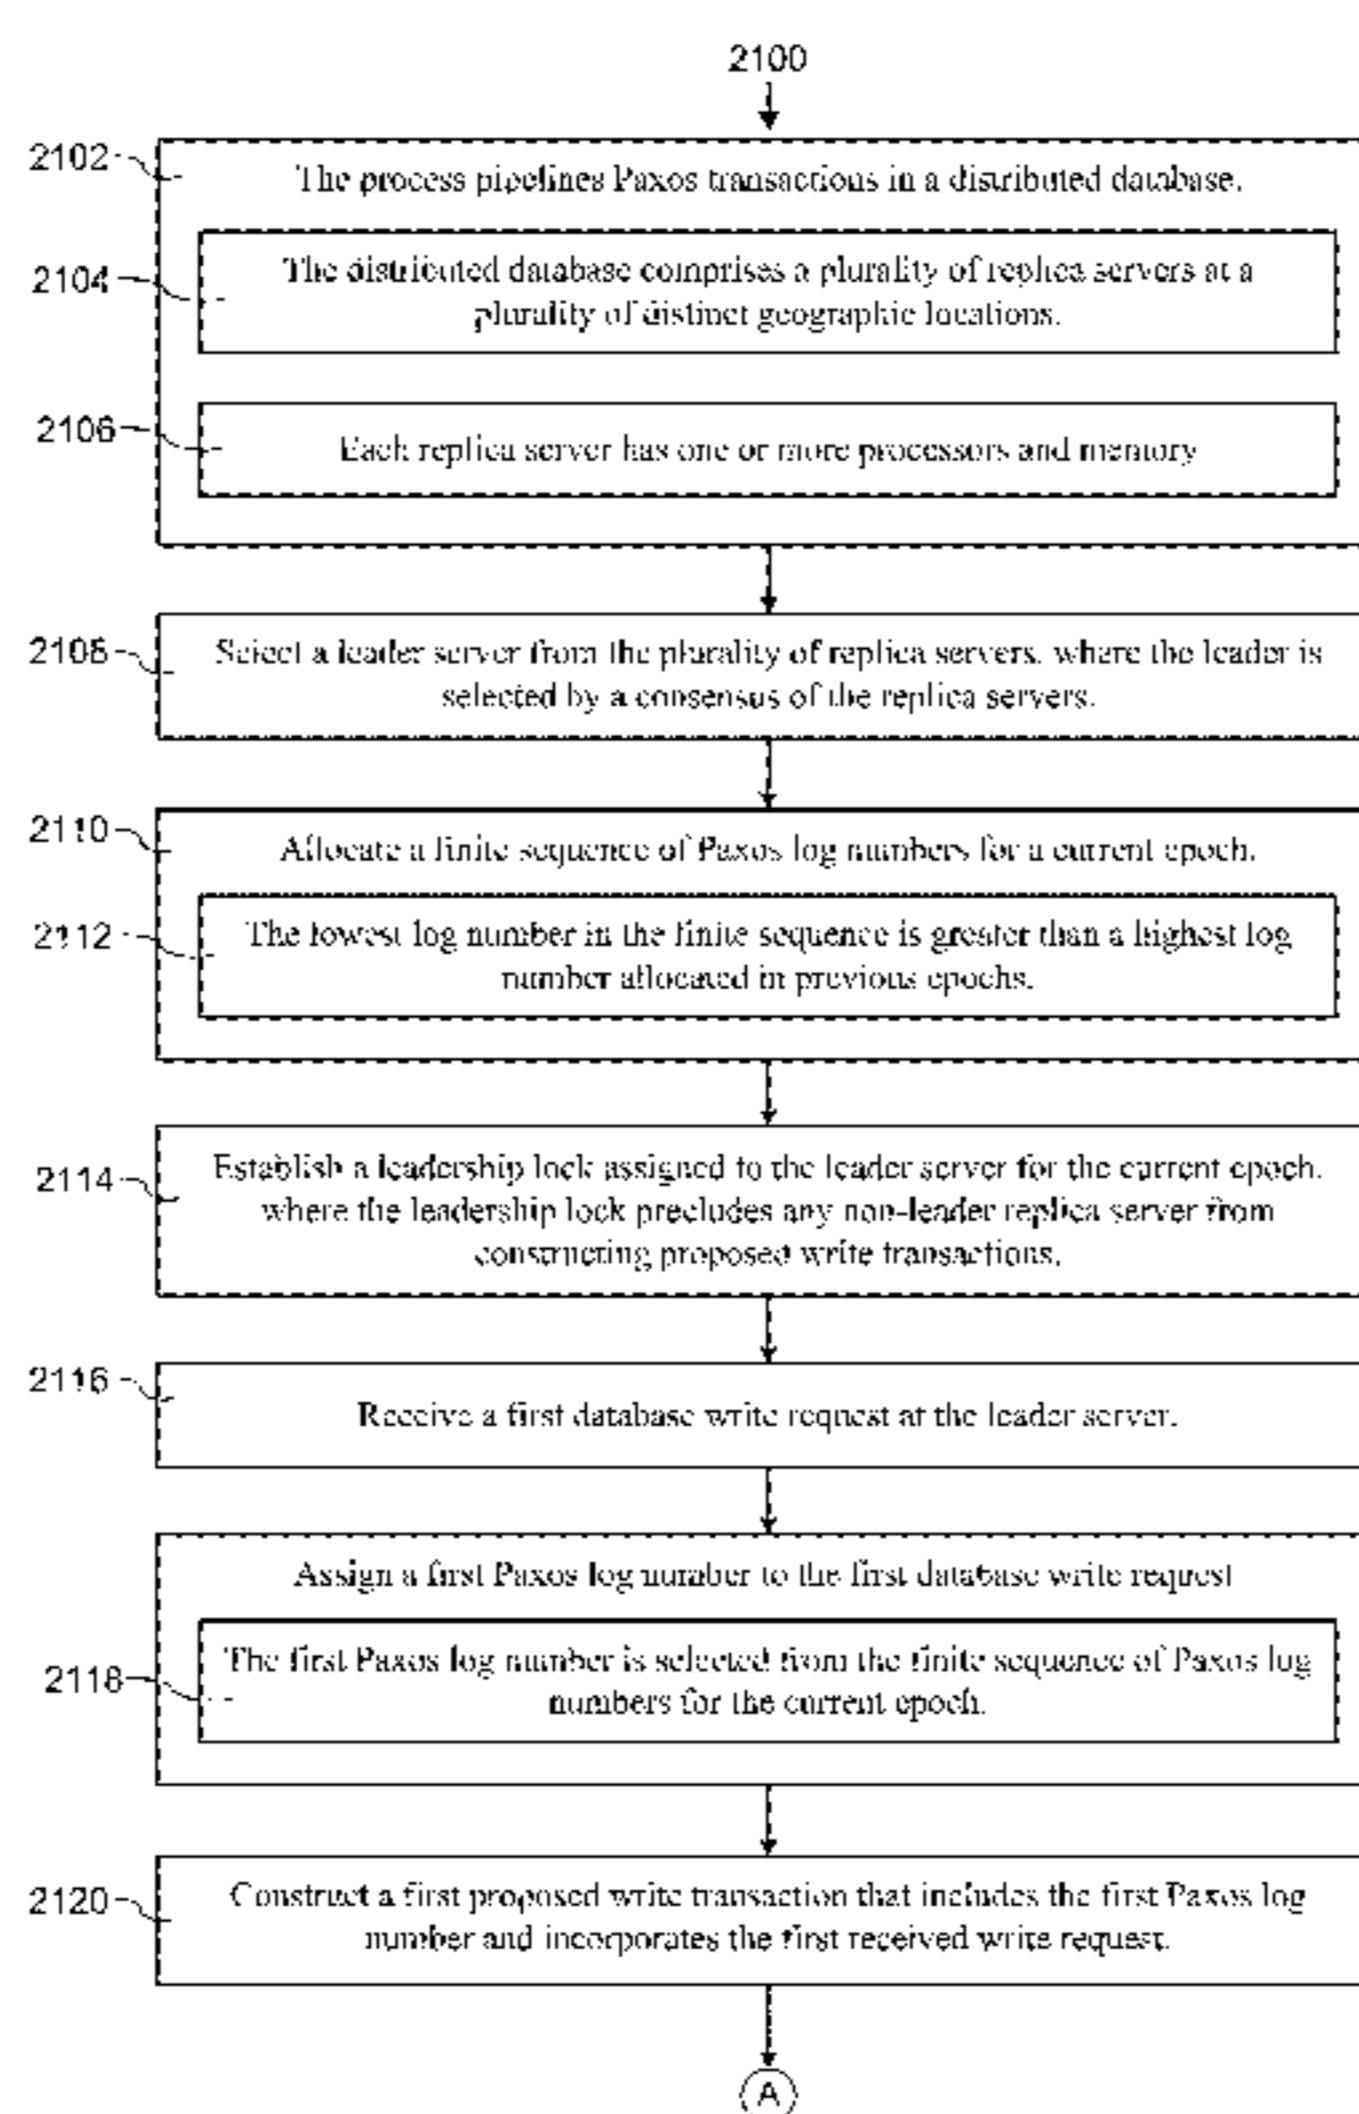 2100
2102
The process pipelines Paxos transactions in a distributed database.
2104
The distributed database comprises a plurality of replica servers at a
plurality of distinct geographic locations.
2106
Each replica server has one or more processors and memory
2108
Select a leader server from the plurality of replica servers, where the leader is
selected by a consensus of the replica servers.
2110
Allocate a finite sequence of Paxos log numbers for a current epoch.
2112
The lowest log number in the finite sequence is greater than a highest log
number allocated in previous epochs.
2114
Establish a leadership lock assigned to the leader server for the current epoch,
where the leadership lock precludes any non-leader replica server from
constructing proposed write transactions.
2116
Receive a first database write request at the leader server.
Assign a first Paxos log number to the first database write request
2118
The first Paxos log number is selected from the finite sequence of Paxos log
numbers for the current epoch.
2120
Construct a first proposed write transaction that includes the first Paxos log
number and incorporates the first received write request.
A